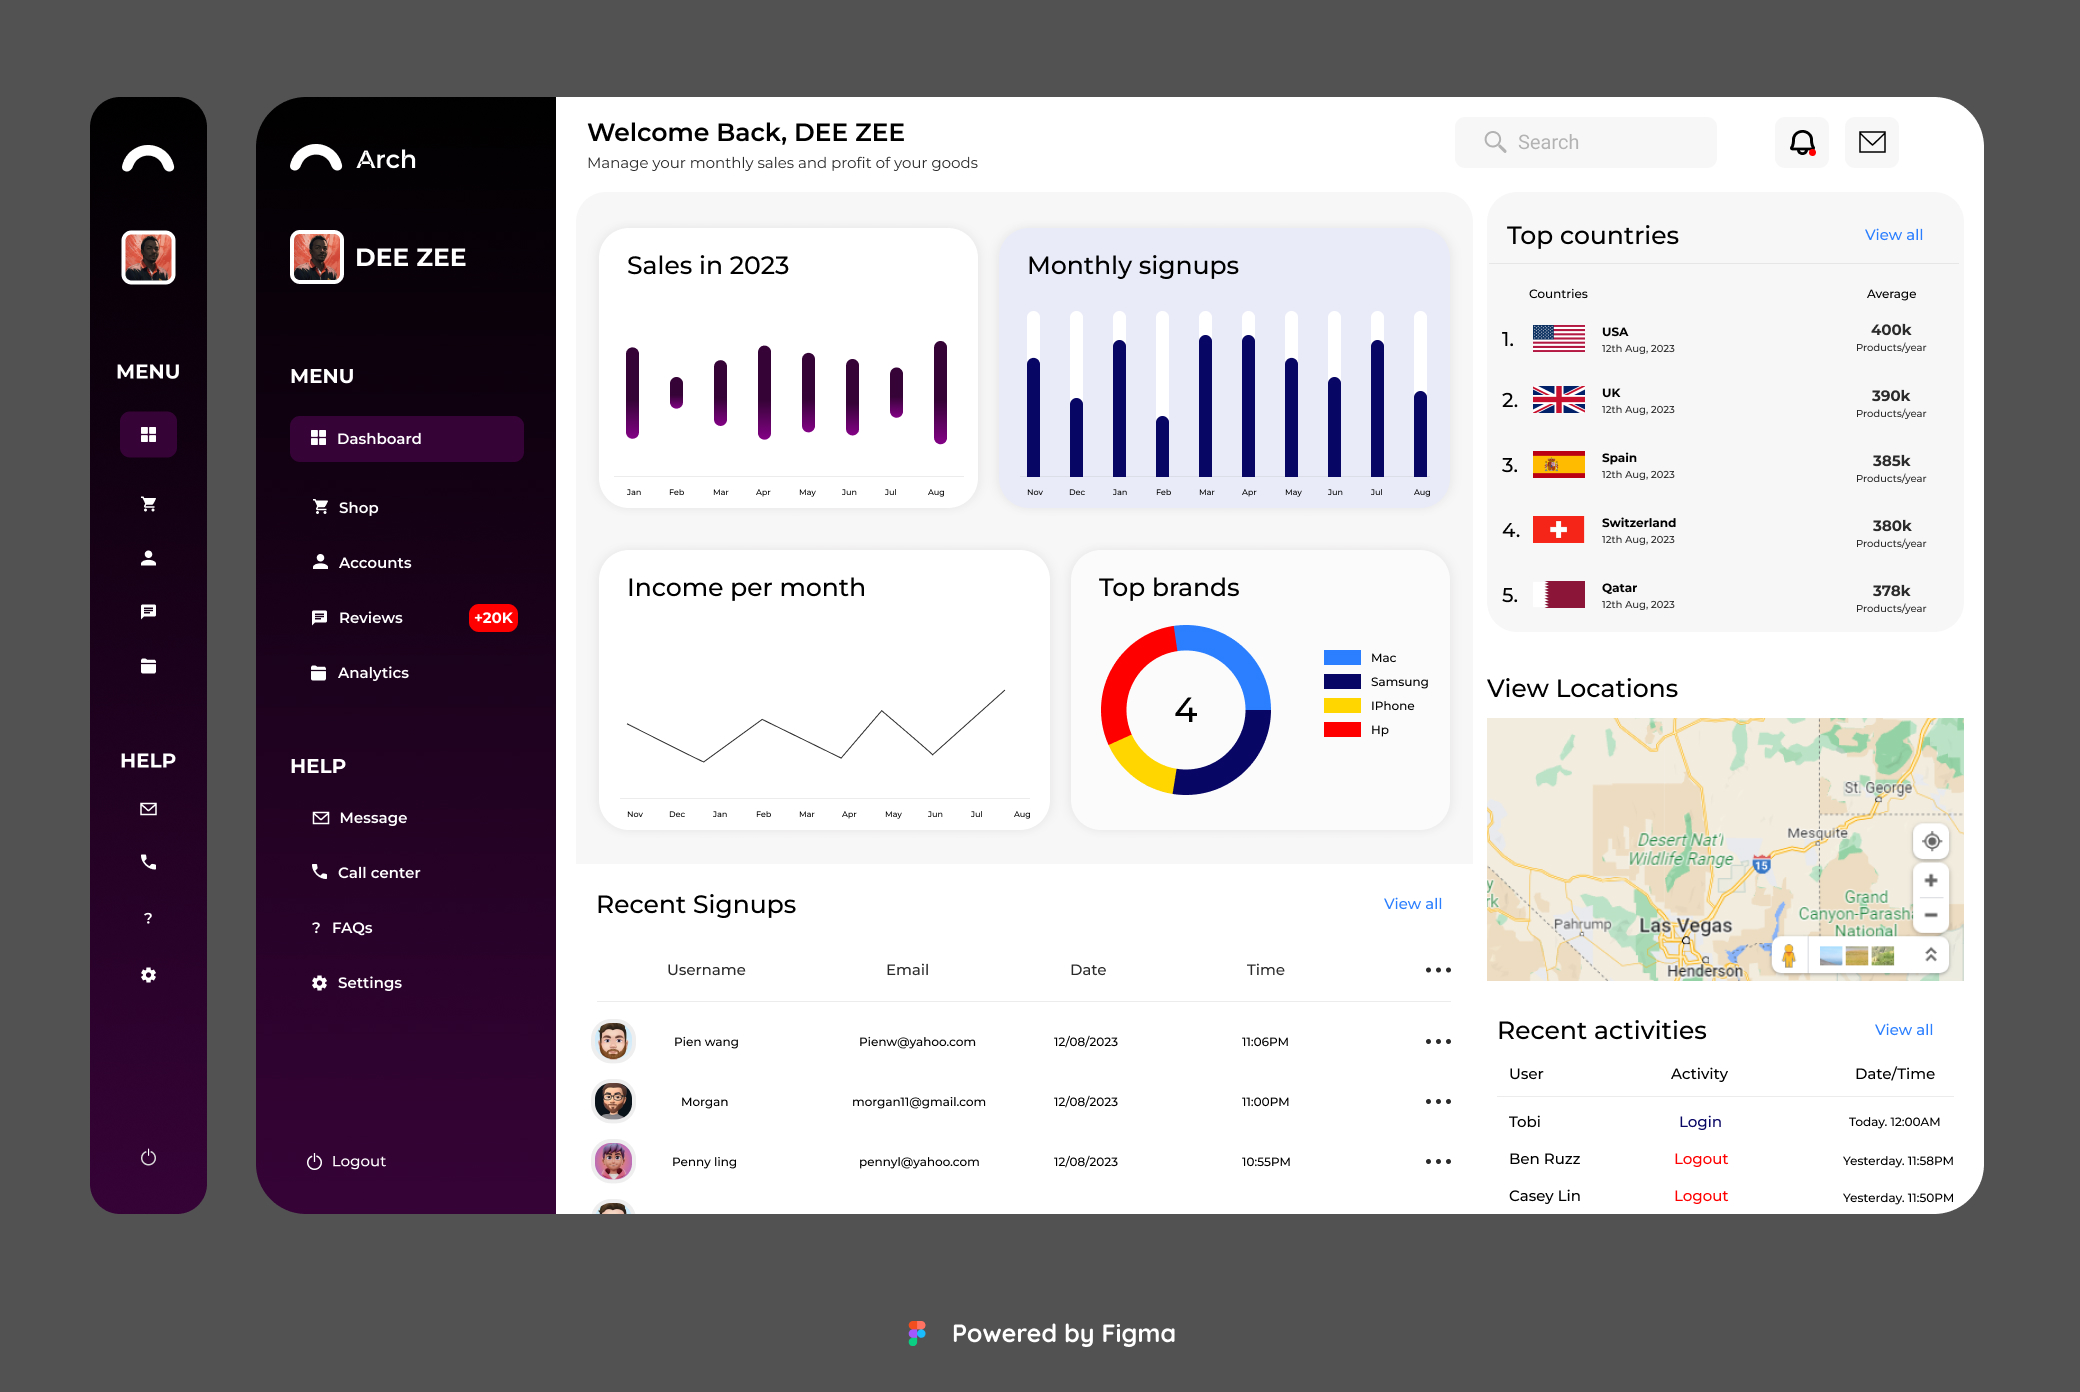 MENU
HELP
?
Arch
DEE ZEE
MENU
Dashboard
Shop
Accounts
Reviews +20K
Analytics
HELP
Message
Call center
? FAQs
Settings
Logout
Welcome Back, DEE ZEE
Manage your monthly sales and profit of your goods
Search
Sales in 2023
Jan Feb Mar Apr May Jun Jul Aug
Monthly signups
Nov Dec Jan Feb Mar Apr May Jun Jul Aug
Income per month
Nov Dec Jan Feb Mar Apr May Jun Jul Aug
Top brands
4
Mac
Samsung
IPhone
Hp
Recent Signups View all
Username Email Date Time
Pien wang Pienw@yahoo.com 12/08/2023 11:06PM
Morgan morgan11@gmail.com 12/08/2023 11:00PM
Penny ling pennyl@yahoo.com 12/08/2023 10:55PM
Top countries View all
Countries Average
1. USA 400k
12th Aug, 2023 Products/year
2. UK 390k
12th Aug, 2023 Products/year
3. Spain 385k
12th Aug, 2023 Products/year
4. Switzerland 380k
12th Aug, 2023 Products/year
5. Qatar 378k
12th Aug, 2023 Products/year
View Locations
St. George
Mesquite
Desert Nat'l
Wildlife Range
15
Grand
Canyon-Parash
National
Pahrump
Las Vegas
Henderson
Recent activities View all
User Activity Date/Time
Tobi Login Today. 12:00AM
Ben Ruzz Logout Yesterday. 11:58PM
Casey Lin Logout Yesterday. 11:50PM
Powered by Figma